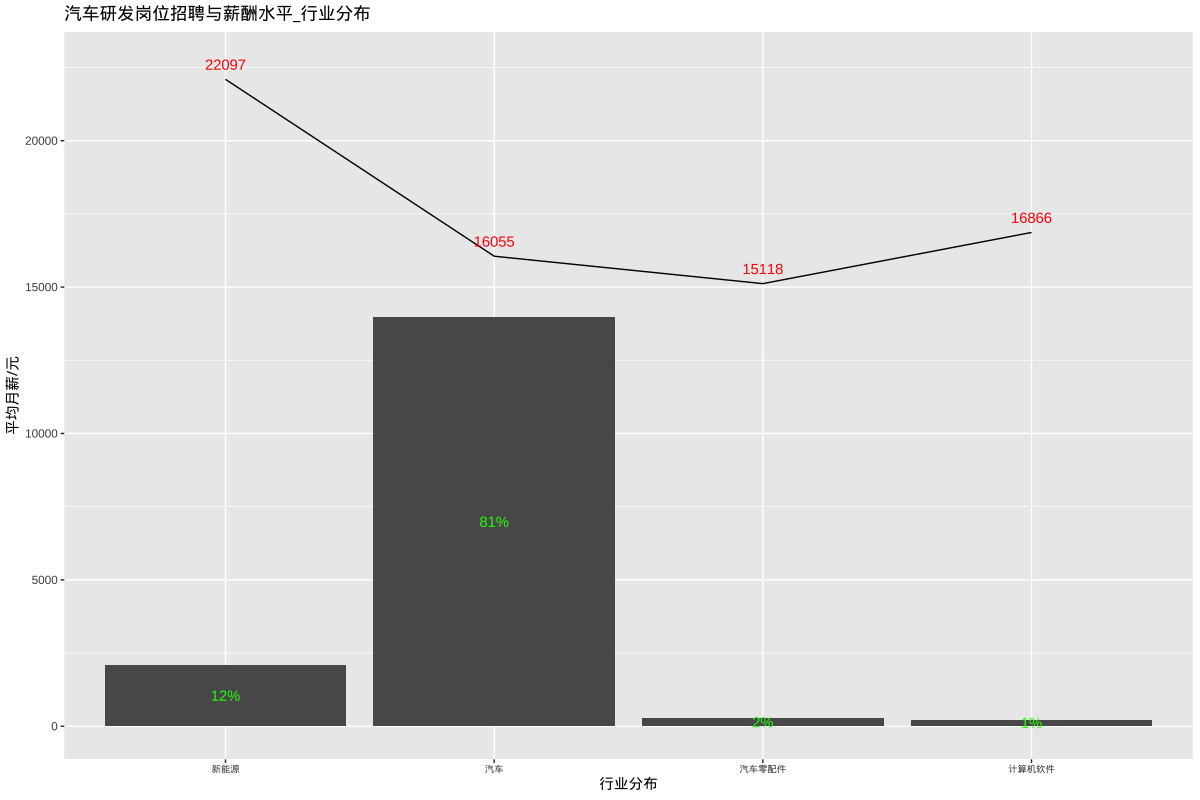 汽车研发岗位招聘与薪酬水平_行业分布
22097
20000
16866
16055
15118
15000
平均月薪/元
10000
81%
5000
12%
2%
1%
0
新能源
汽车
汽车零配件
计算机软件
行业分布